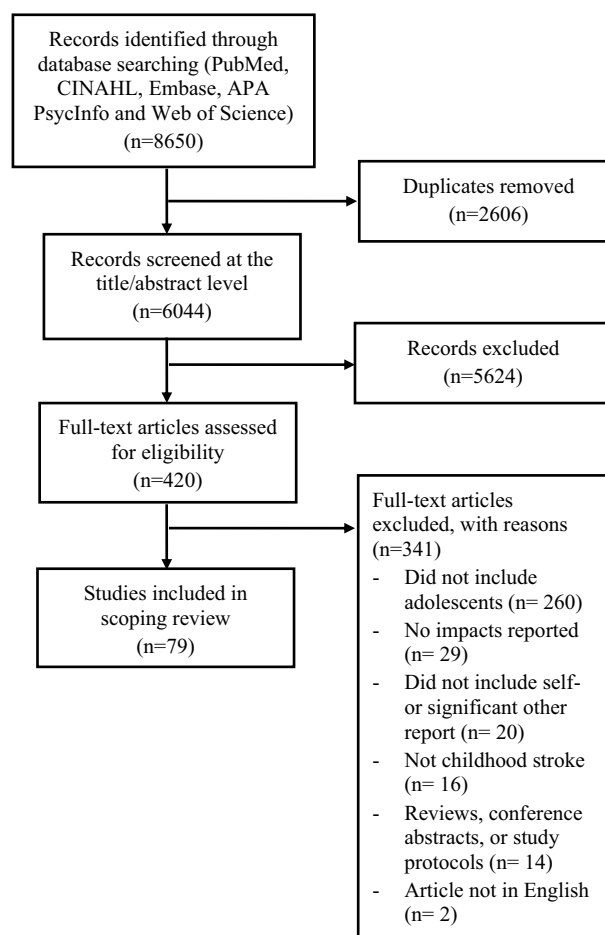 Records identified through
database searching (PubMed,
CINAHL, Embase, APA
PsycInfo and Web of Science)
(n=8650)
Duplicates removed
(n=2606)
Records screened at the
title/abstract level
(n=6044)
Records excluded
(n=5624)
Full-text articles assessed
for eligibility
(n=420)
Full-text articles
excluded, with reasons
(n=341)
- Did not include
adolescents (n= 260)
- No impacts reported
(n= 29)
- Did not include self-
or significant other
report (n= 20)
- Not childhood stroke
(n= 16)
- Reviews, conference
abstracts, or study
protocols (n= 14)
- Article not in English
(n= 2)
Studies included in
scoping review
(n=79)